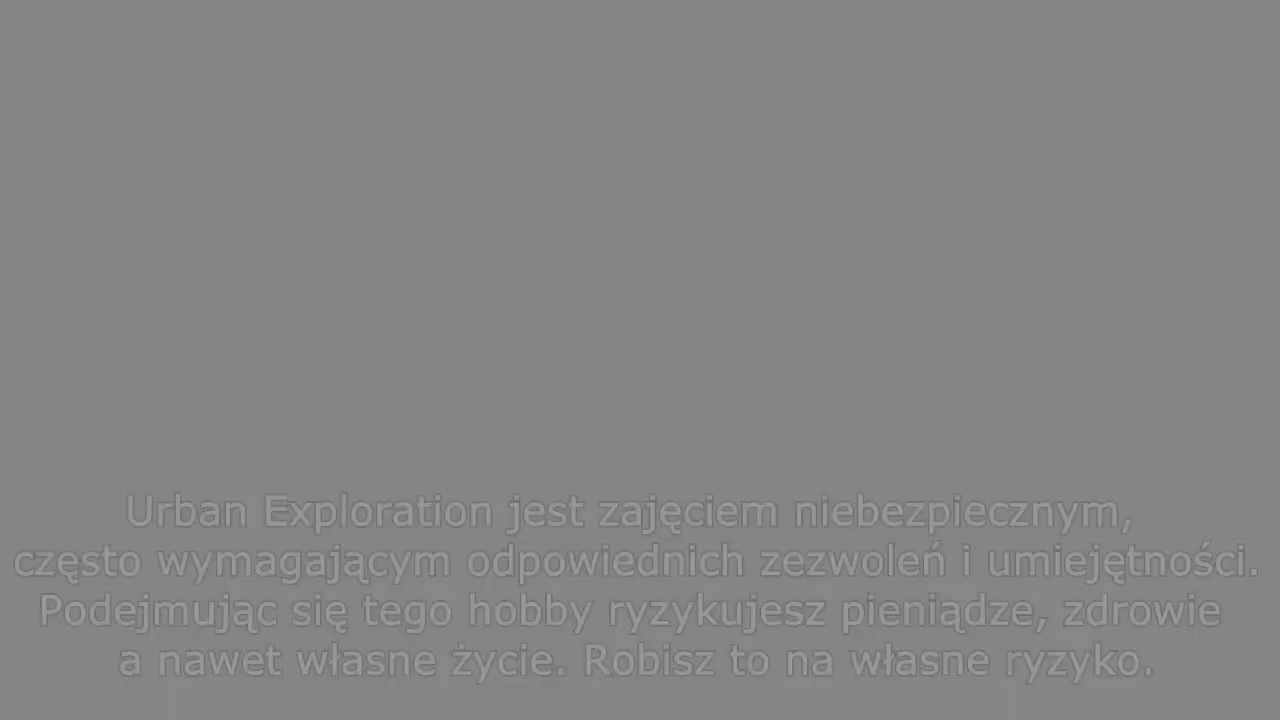 Urban Exploration jest zajęciem niebezpiecznym,
często wymagającym odpowiednich zezwoleń i umiejętności.
Podejmując się tego hobby ryzykujesz pieniądze, zdrowie
a nawet własne życie. Robisz to na własne ryzyko.